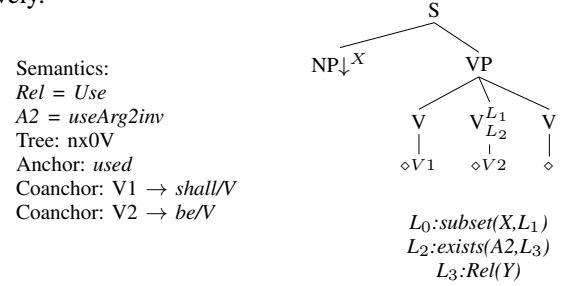 vely.
Semantics:
Rel = Use
A2 = useArg2inv
Tree: nx0V
Anchor: used
Coanchor: V1 → shall/V
Coanchor: V2 → be/V
S
NP↓X VP
V V L1 L2 V
⋄V1 ⋄V2 ⋄
L0:subset(X,L1)
L2:exists(A2,L3)
L3:Rel(Y)